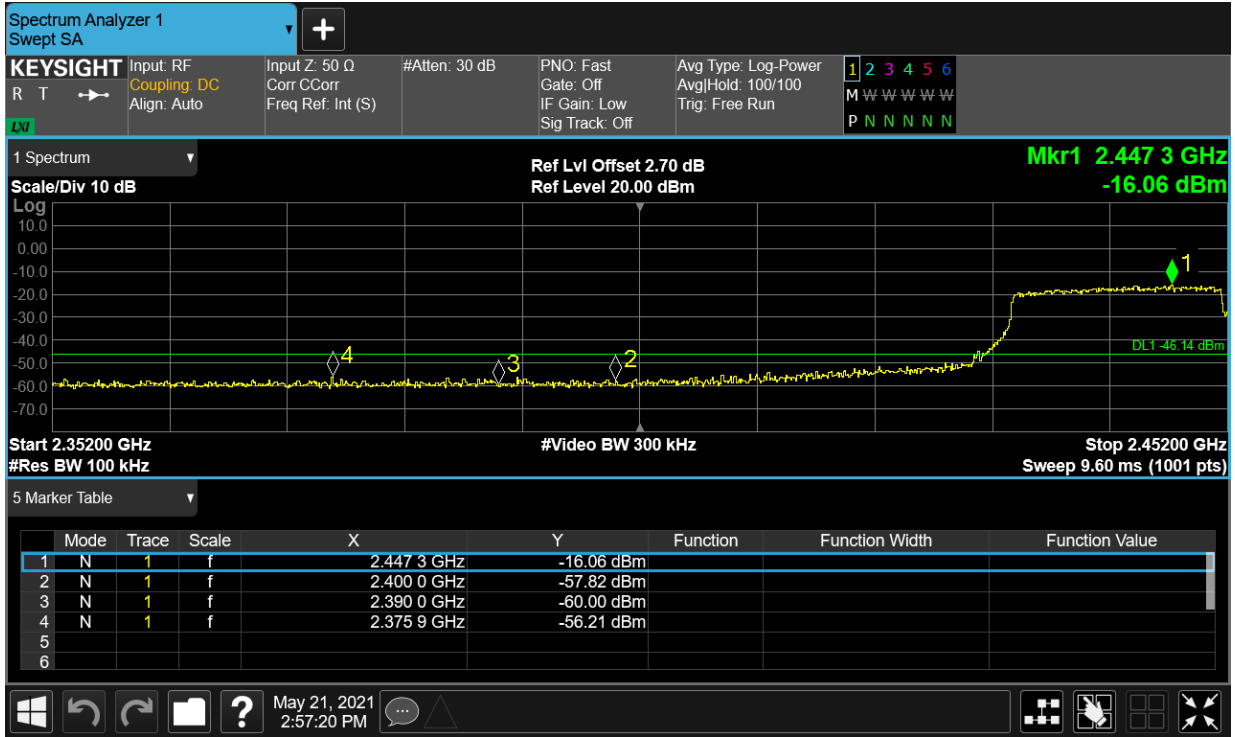 Spectrum Analyzer 1
Swept SA
KEYSIGHT
R T
LXI
Input: RF
Coupling: DC
Align: Auto
Input Z: 50 Ω
Corr CCorr
Freq Ref: Int (S)
#Atten: 30 dB
PNO: Fast
Gate: Off
IF Gain: Low
Sig Track: Off
Avg Type: Log-Power
Avg|Hold: 100/100
Trig: Free Run
1 2 3 4 5 6
M W W W W W
P N N N N N
1 Spectrum
Scale/Div 10 dB
Ref Lvl Offset 2.70 dB
Ref Level 20.00 dBm
Mkr1 2.447 3 GHz
-16.06 dBm
Log
10.0
0.00
-10.0
-20.0
-30.0
-40.0
-50.0
-60.0
-70.0
1
4
3
2
DL1 -46.14 dBm
Start 2.35200 GHz
#Video BW 300 kHz
Stop 2.45200 GHz
#Res BW 100 kHz
Sweep 9.60 ms (1001 pts)
5 Marker Table
Mode Trace Scale X Y Function Function Width Function Value
1 N 1 f 2.447 3 GHz -16.06 dBm
2 N 1 f 2.400 0 GHz -57.82 dBm
3 N 1 f 2.390 0 GHz -60.00 dBm
4 N 1 f 2.375 9 GHz -56.21 dBm
5
6
?
May 21, 2021
2:57:20 PM